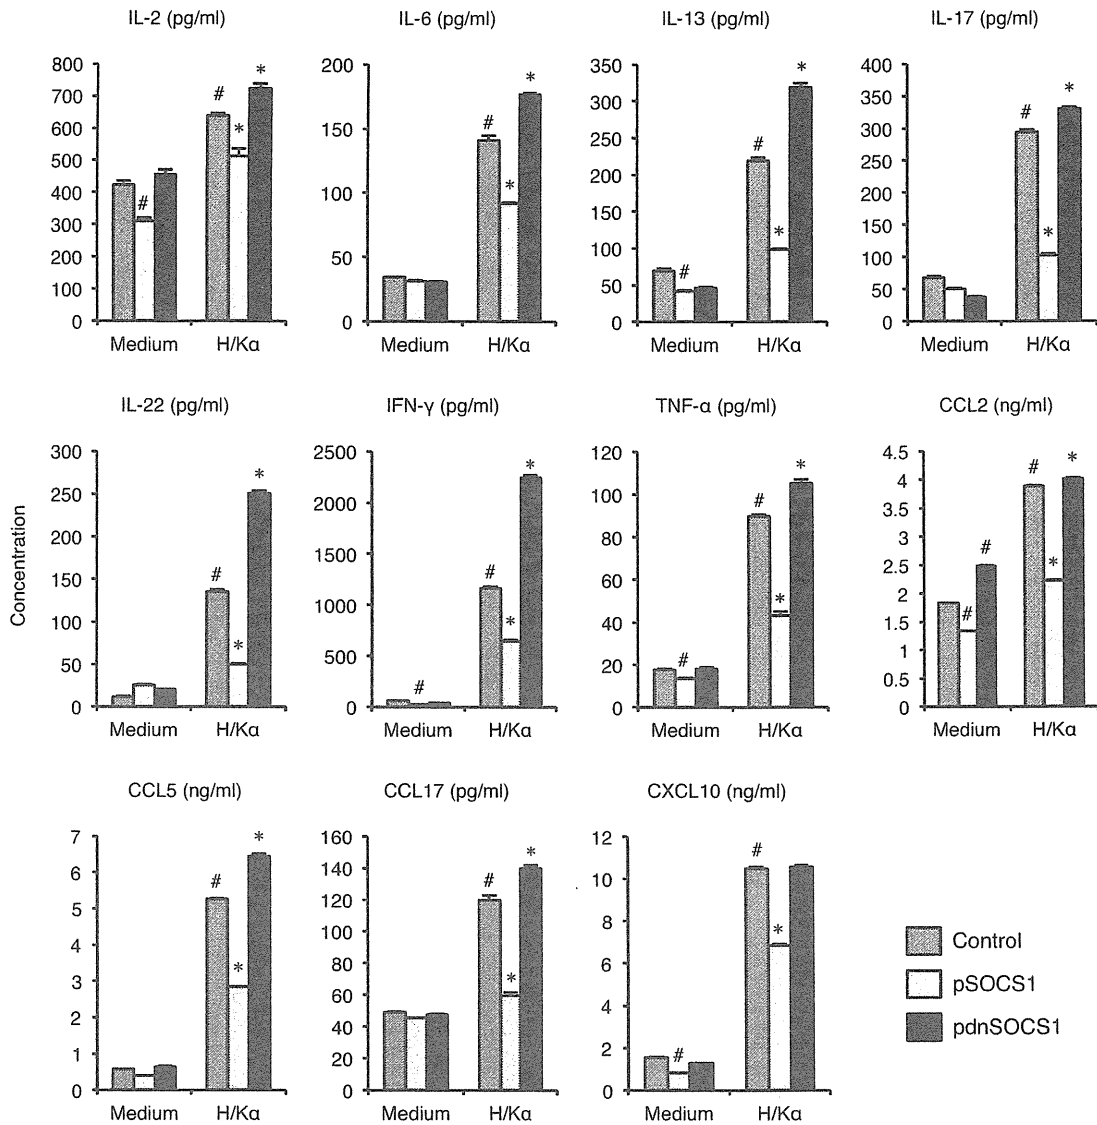 IL-2 (pg/ml) IL-6 (pg/ml) IL-13 (pg/ml) IL-17 (pg/ml)
800 700 600 500 400 300 200 100 0
# # * *
Medium H/Kα
200 150 100 50 0
# * *
Medium H/Kα
350 300 250 200 150 100 50 0
# # * *
Medium H/Kα
400 350 300 250 200 150 100 50 0
# * *
Medium H/Kα
Concentration
IL-22 (pg/ml) IFN-γ (pg/ml) TNF-α (pg/ml) CCL2 (ng/ml)
300 250 200 150 100 50 0
# * *
Medium H/Kα
2500 2000 1500 1000 500 0
# # * *
Medium H/Kα
120 100 80 60 40 20 0
# # * *
Medium H/Kα
4.5 4 3.5 3 2.5 2 1.5 1 0.5 0
# # # * *
Medium H/Kα
CCL5 (ng/ml) CCL17 (pg/ml) CXCL10 (ng/ml)
7 6 5 4 3 2 1 0
# * *
Medium H/Kα
160 140 120 100 80 60 40 20 0
# * *
Medium H/Kα
12 10 8 6 4 2 0
# # *
Medium H/Kα
Control
pSOCS1
pdnSOCS1